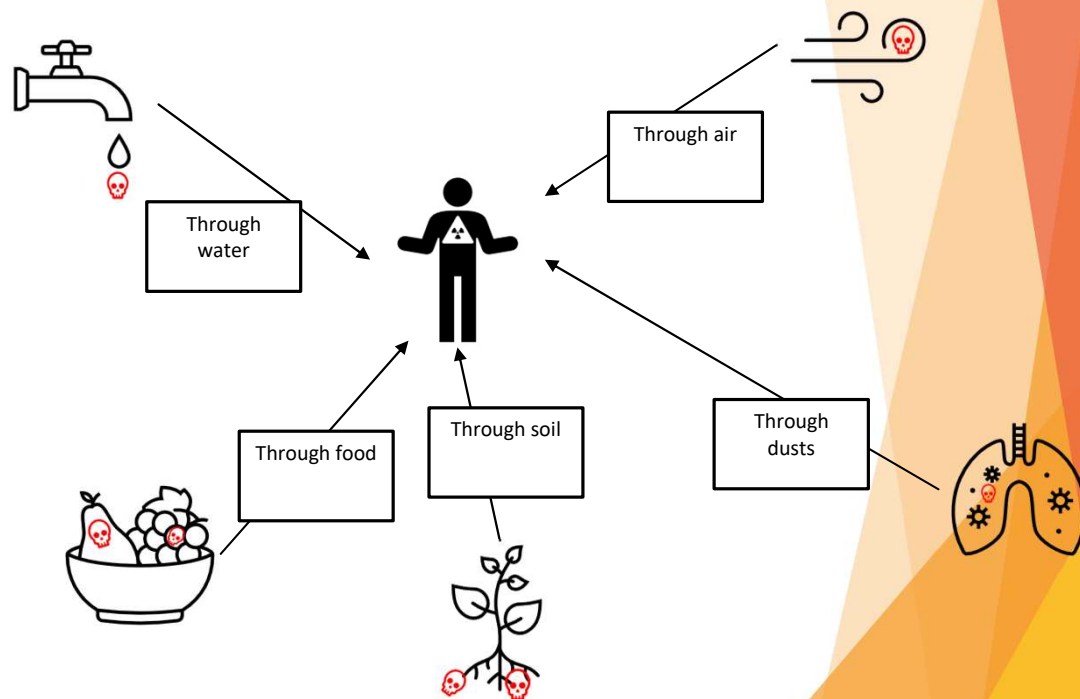 Through air
Through
water
Through food
Through soil
Through
dusts